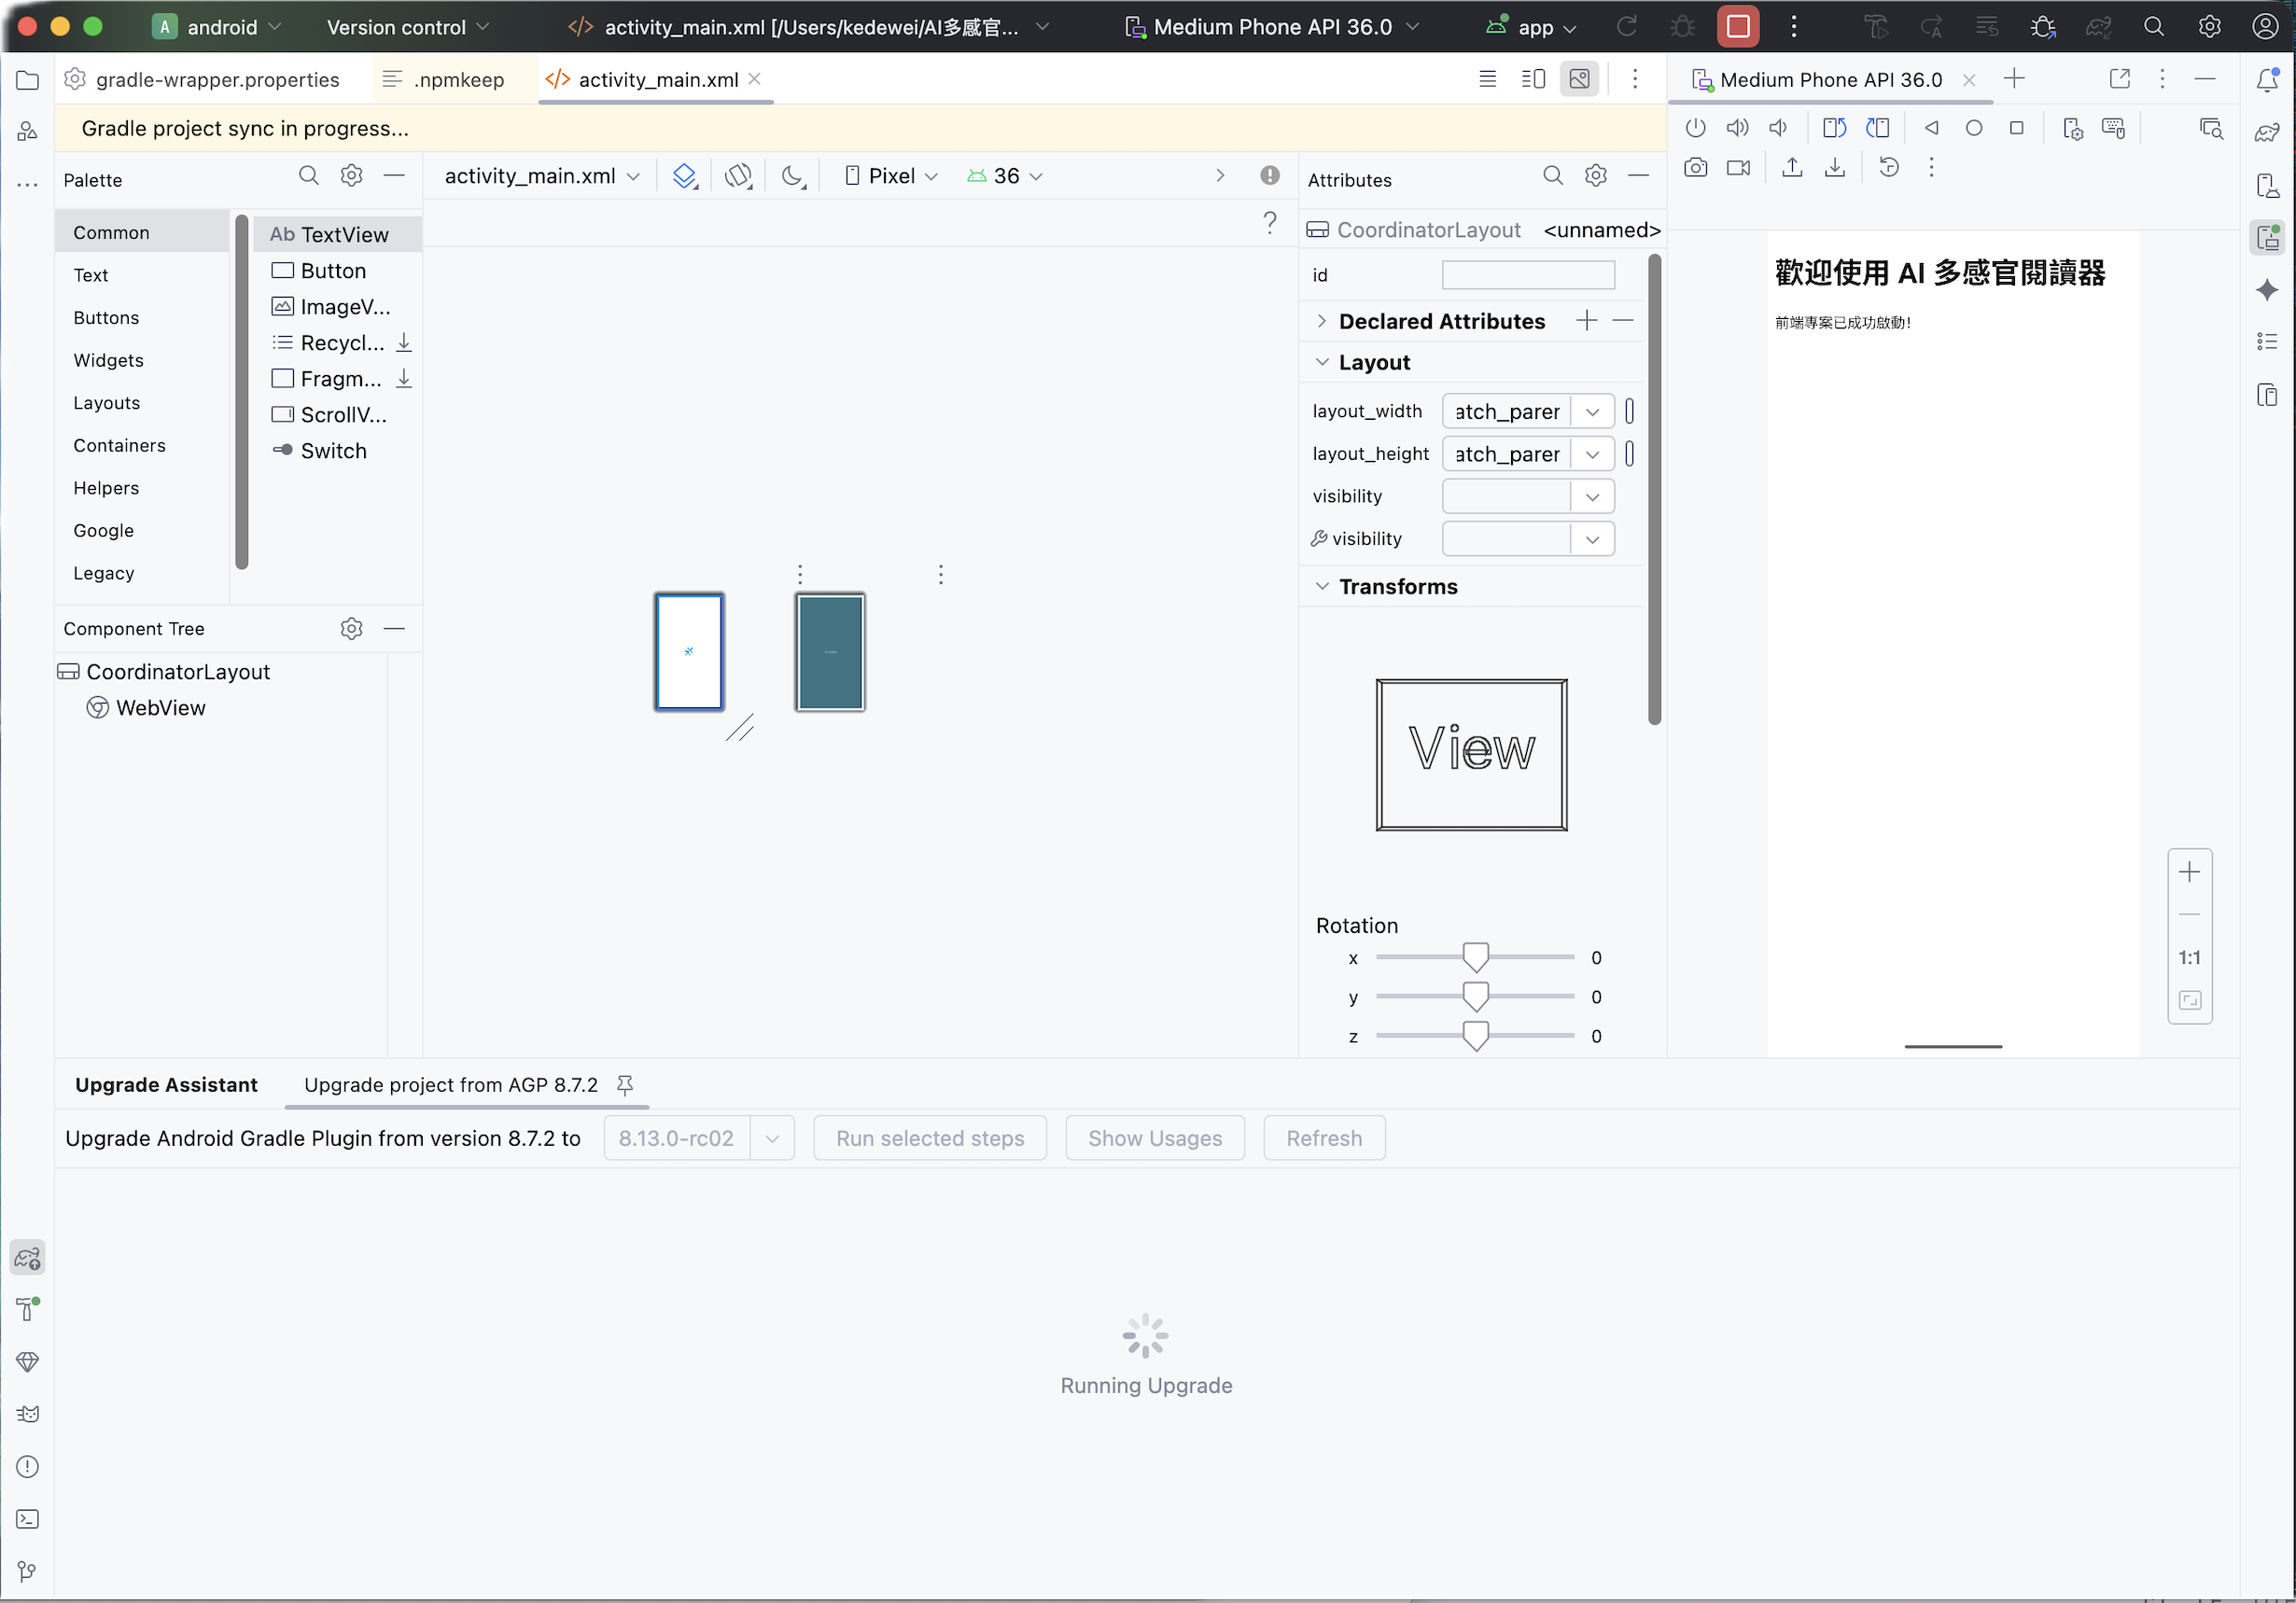 A android Version control activity_main.xml [/Users/kedewei/AI多感官... Medium Phone API 36.0 app
gradle-wrapper.properties .npmkeep activity_main.xml
Medium Phone API 36.0
Gradle project sync in progress...
Palette
activity_main.xml Pixel 36
Attributes
Common
Text
Buttons
Widgets
Layouts
Containers
Helpers
Google
Legacy
Ab TextView
Button
ImageV...
Recycl...
Fragm...
ScrollV...
Switch
?
Component Tree
CoordinatorLayout
WebView
CoordinatorLayout <unnamed>
id
Declared Attributes
Layout
layout_width atch_parer
layout_height atch_parer
visibility
visibility
Transforms
View
Rotation
x 0
y 0
z 0
歡迎使用 AI 多感官閱讀器
前端專案已成功啟動!
1:1
Upgrade Assistant Upgrade project from AGP 8.7.2
Upgrade Android Gradle Plugin from version 8.7.2 to 8.13.0-rc02 Run selected steps Show Usages Refresh
Running Upgrade